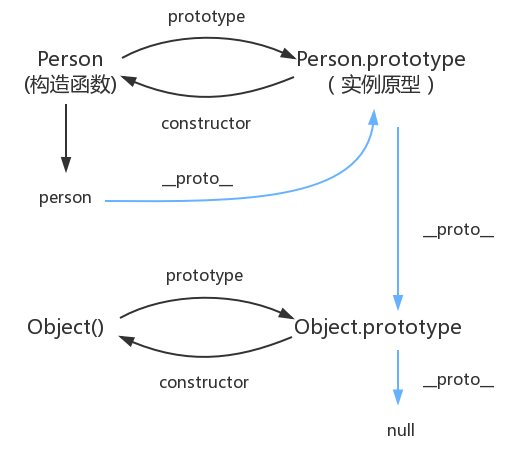 prototype
Person
(构造函数)
Person.prototype
（ 实例原型 ）
constructor
__proto__
person
__proto__
prototype
Object()
Object.prototype
constructor
__proto__
null